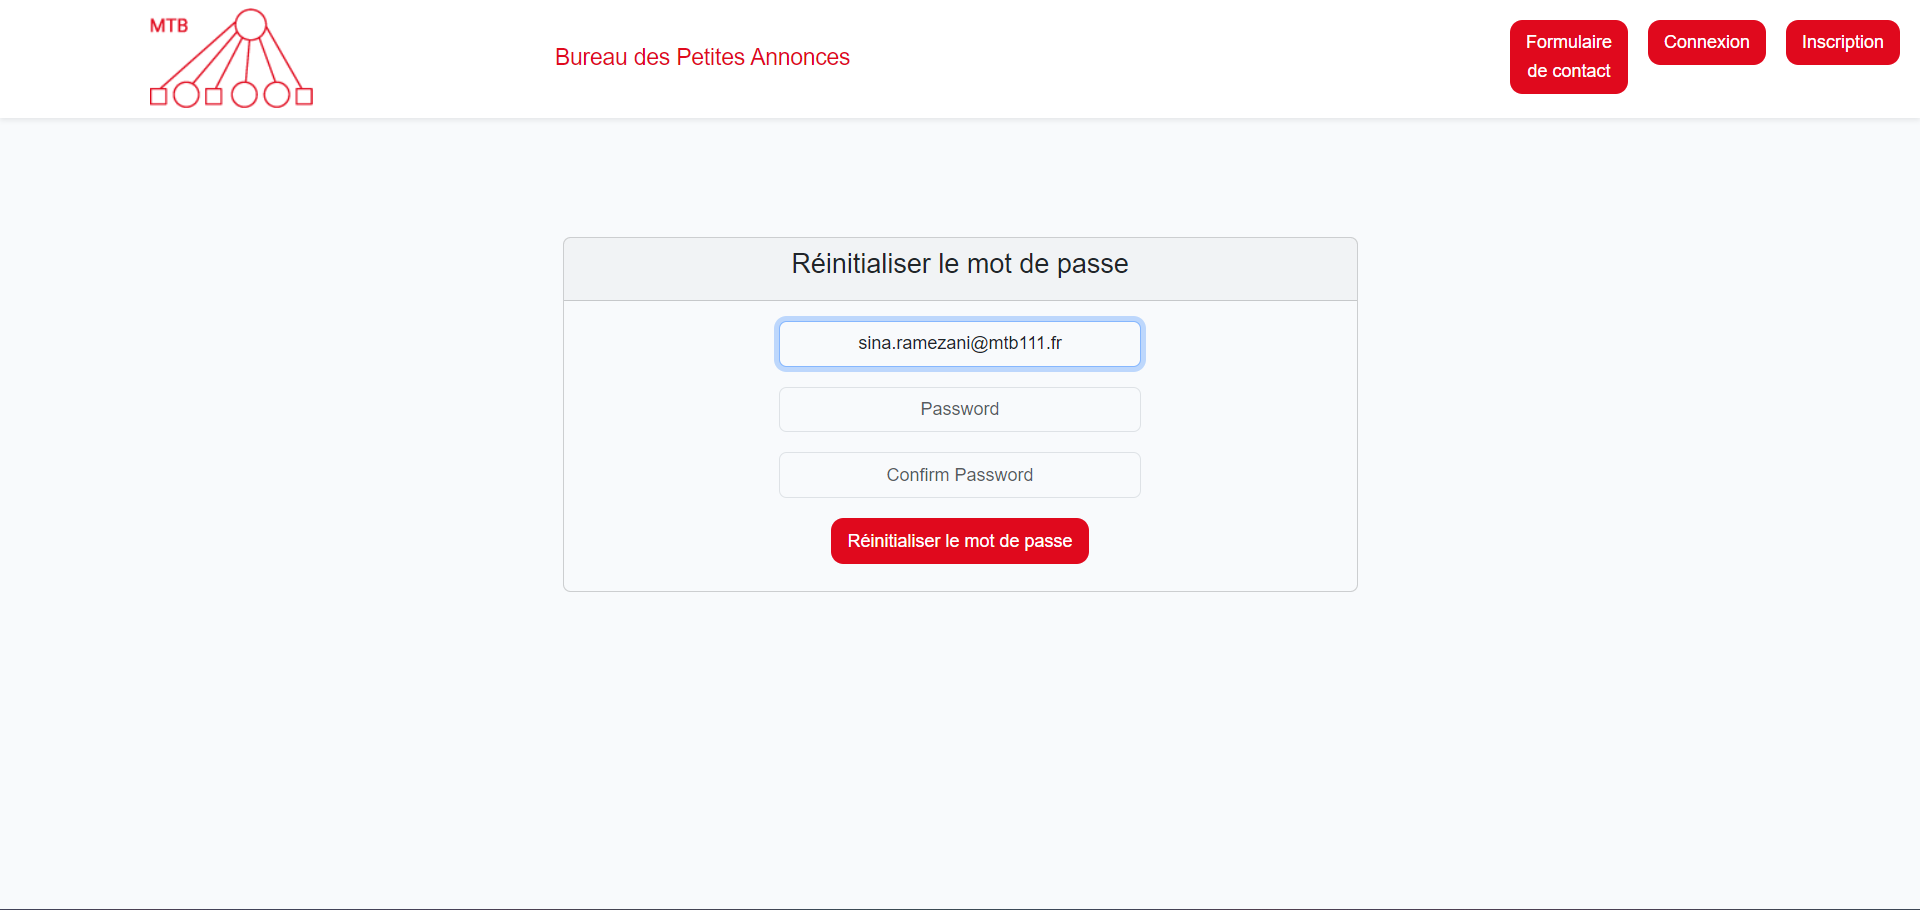 MTB
Bureau des Petites Annonces
Formulaire
de contact
Connexion
Inscription
Réinitialiser le mot de passe
sina.ramezani@mtb111.fr
Password
Confirm Password
Réinitialiser le mot de passe